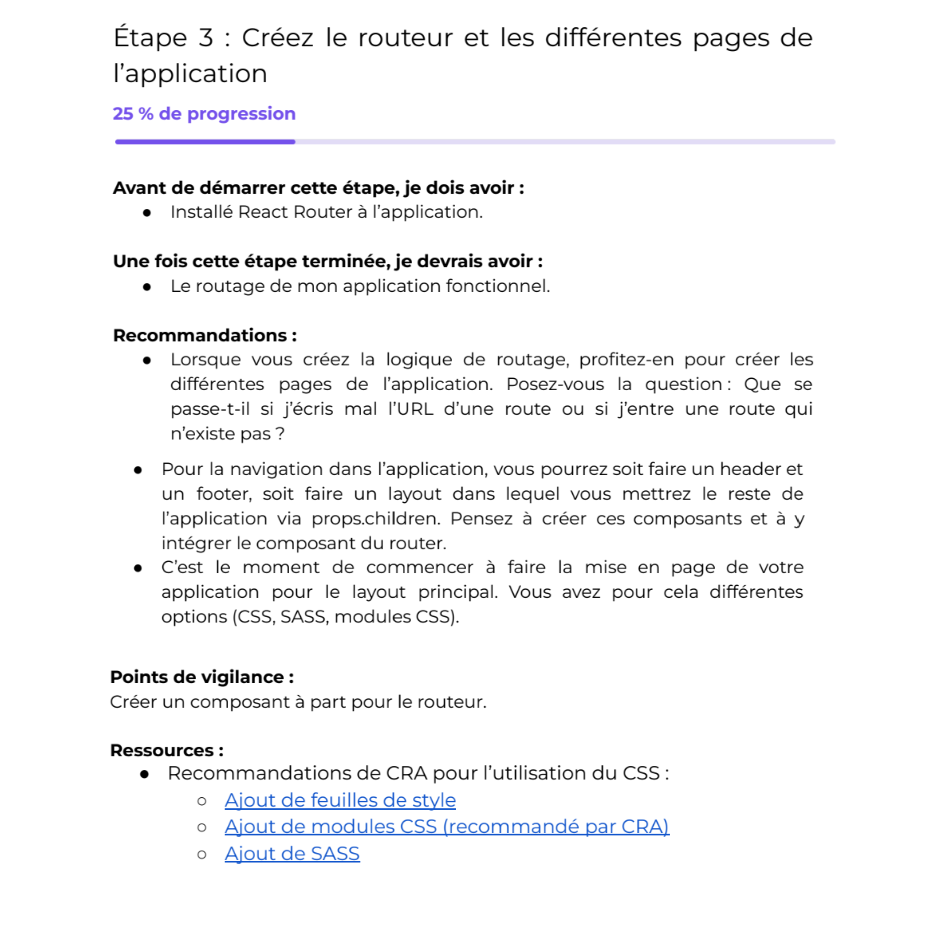 Étape 3 : Créez le routeur et les différentes pages de
l’application
25 % de progression
Avant de démarrer cette étape, je dois avoir :
● Installé React Router à l’application.
Une fois cette étape terminée, je devrais avoir :
● Le routage de mon application fonctionnel.
Recommandations :
● Lorsque vous créez la logique de routage, profitez-en pour créer les
différentes pages de l’application. Posez-vous la question : Que se
passe-t-il si j’écris mal l’URL d’une route ou si j’entre une route qui
n’existe pas ?
● Pour la navigation dans l’application, vous pourrez soit faire un header et
un footer, soit faire un layout dans lequel vous mettrez le reste de
l’application via props.children. Pensez à créer ces composants et à y
intégrer le composant du router.
● C’est le moment de commencer à faire la mise en page de votre
application pour le layout principal. Vous avez pour cela différentes
options (CSS, SASS, modules CSS).
Points de vigilance :
Créer un composant à part pour le routeur.
Ressources :
● Recommandations de CRA pour l’utilisation du CSS :
○ Ajout de feuilles de style
○ Ajout de modules CSS (recommandé par CRA)
○ Ajout de SASS